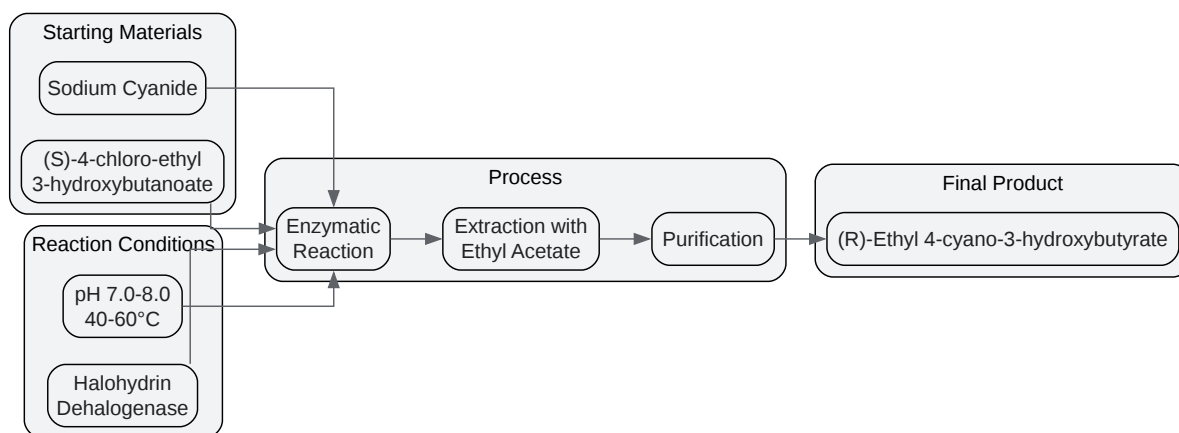 Starting Materials
Sodium Cyanide
(S)-4-chloro-ethyl
3-hydroxybutanoate
Reaction Conditions
pH 7.0-8.0
40-60°C
Halohydrin
Dehalogenase
Process
Enzymatic
Reaction
Extraction with
Ethyl Acetate
Purification
Final Product
(R)-Ethyl 4-cyano-3-hydroxybutyrate